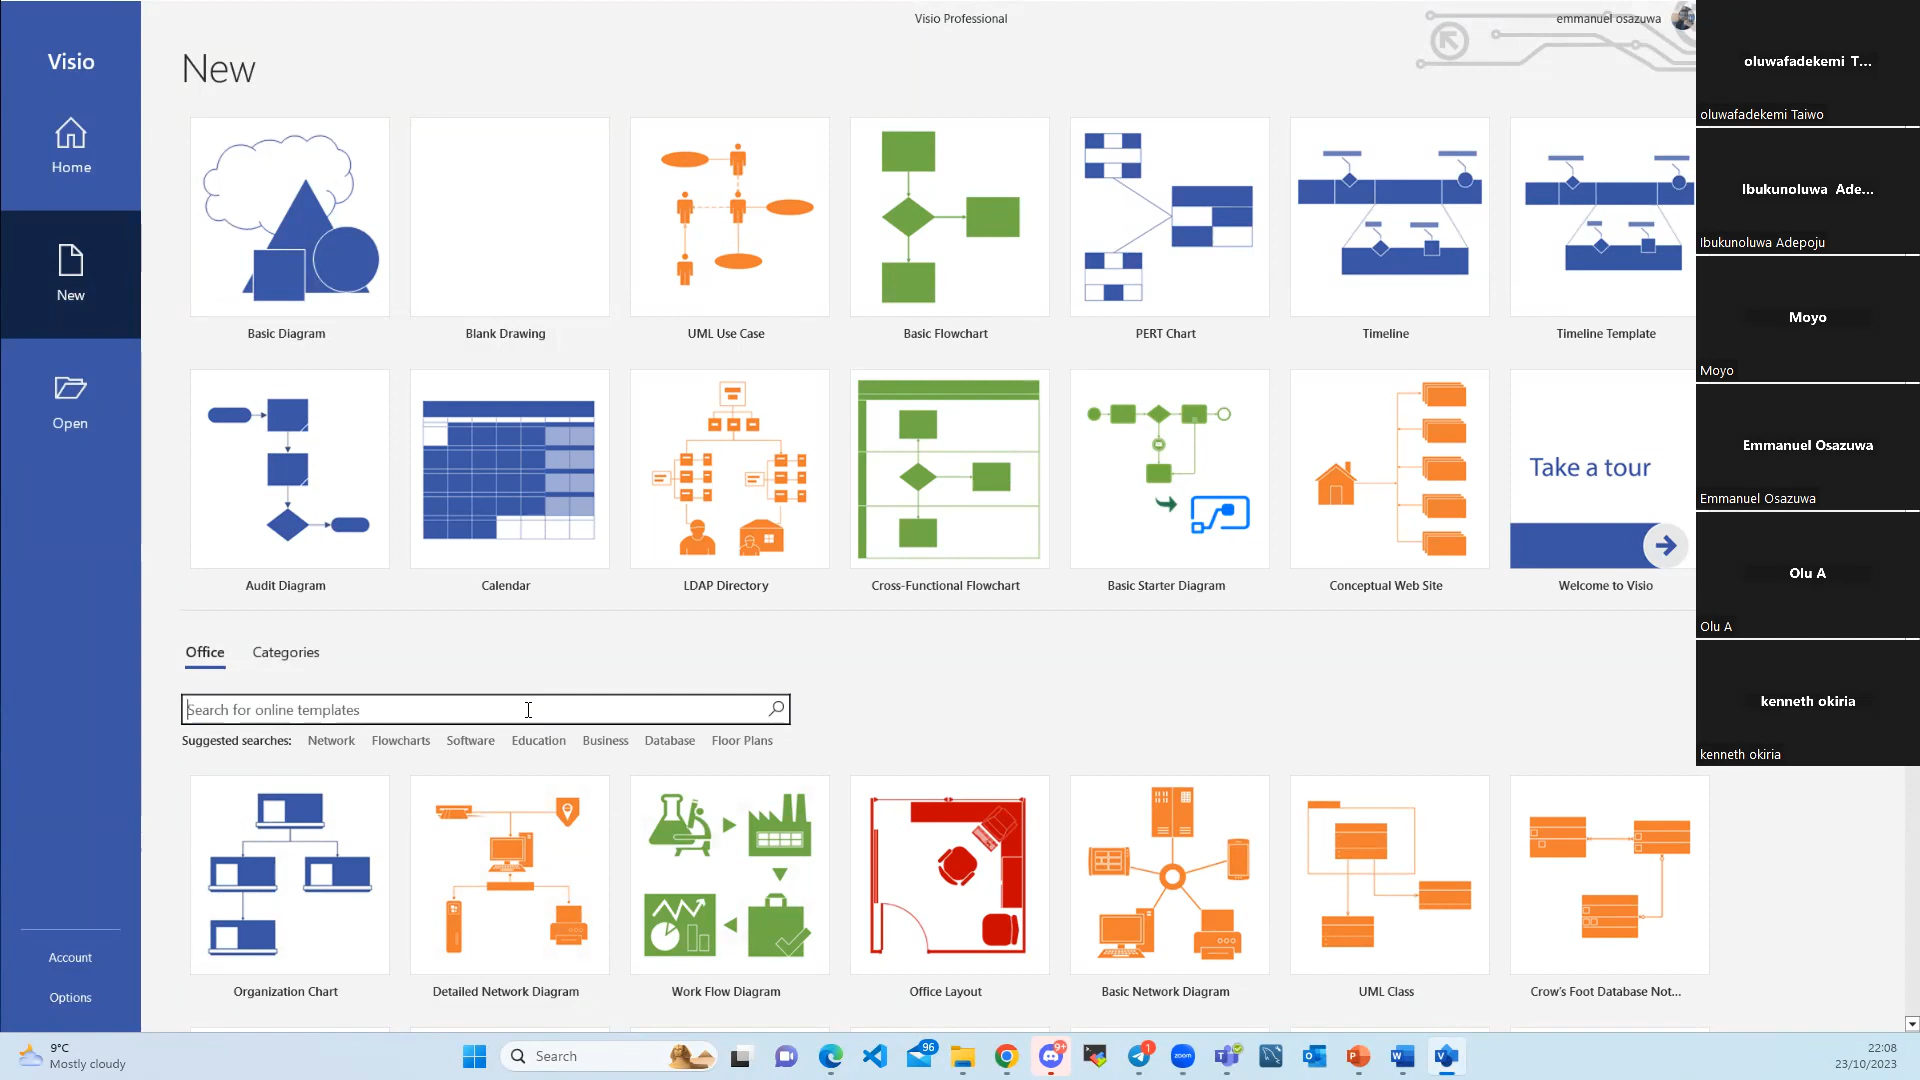 Visio Professional
emmanuel osazuwa
Visio
Home
New
Open
Account
Options
New
Basic Diagram
Blank Drawing
UML Use Case
Basic Flowchart
PERT Chart
Timeline
Timeline Template
Audit Diagram
Calendar
LDAP Directory
Cross-Functional Flowchart
Basic Starter Diagram
Conceptual Web Site
Take a tour
Welcome to Visio
Office Categories
Search for online templates
Suggested searches: Network Flowcharts Software Education Business Database Floor Plans
Organization Chart
Detailed Network Diagram
Work Flow Diagram
Office Layout
Basic Network Diagram
UML Class
Crow's Foot Database Not...
oluwafadekemi T...
oluwafadekemi Taiwo
Ibukunoluwa Ade...
Ibukunoluwa Adepoju
Moyo
Moyo
Emmanuel Osazuwa
Emmanuel Osazuwa
Olu A
Olu A
kenneth okiria
kenneth okiria
9°C
Mostly cloudy
Search
96
9+
1
zoom
22:08
23/10/2023